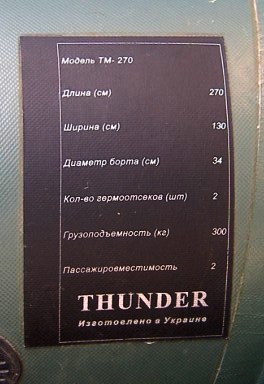 Модель ТМ- 270
Длина (см) 270
Ширина (см) 130
Диаметр борта (см) 34
Кол-во гермоотсеков (шт) 2
Грузоподъемность (кг) 300
Пассажировместимость 2
THUNDER
Изготовлено в Украине